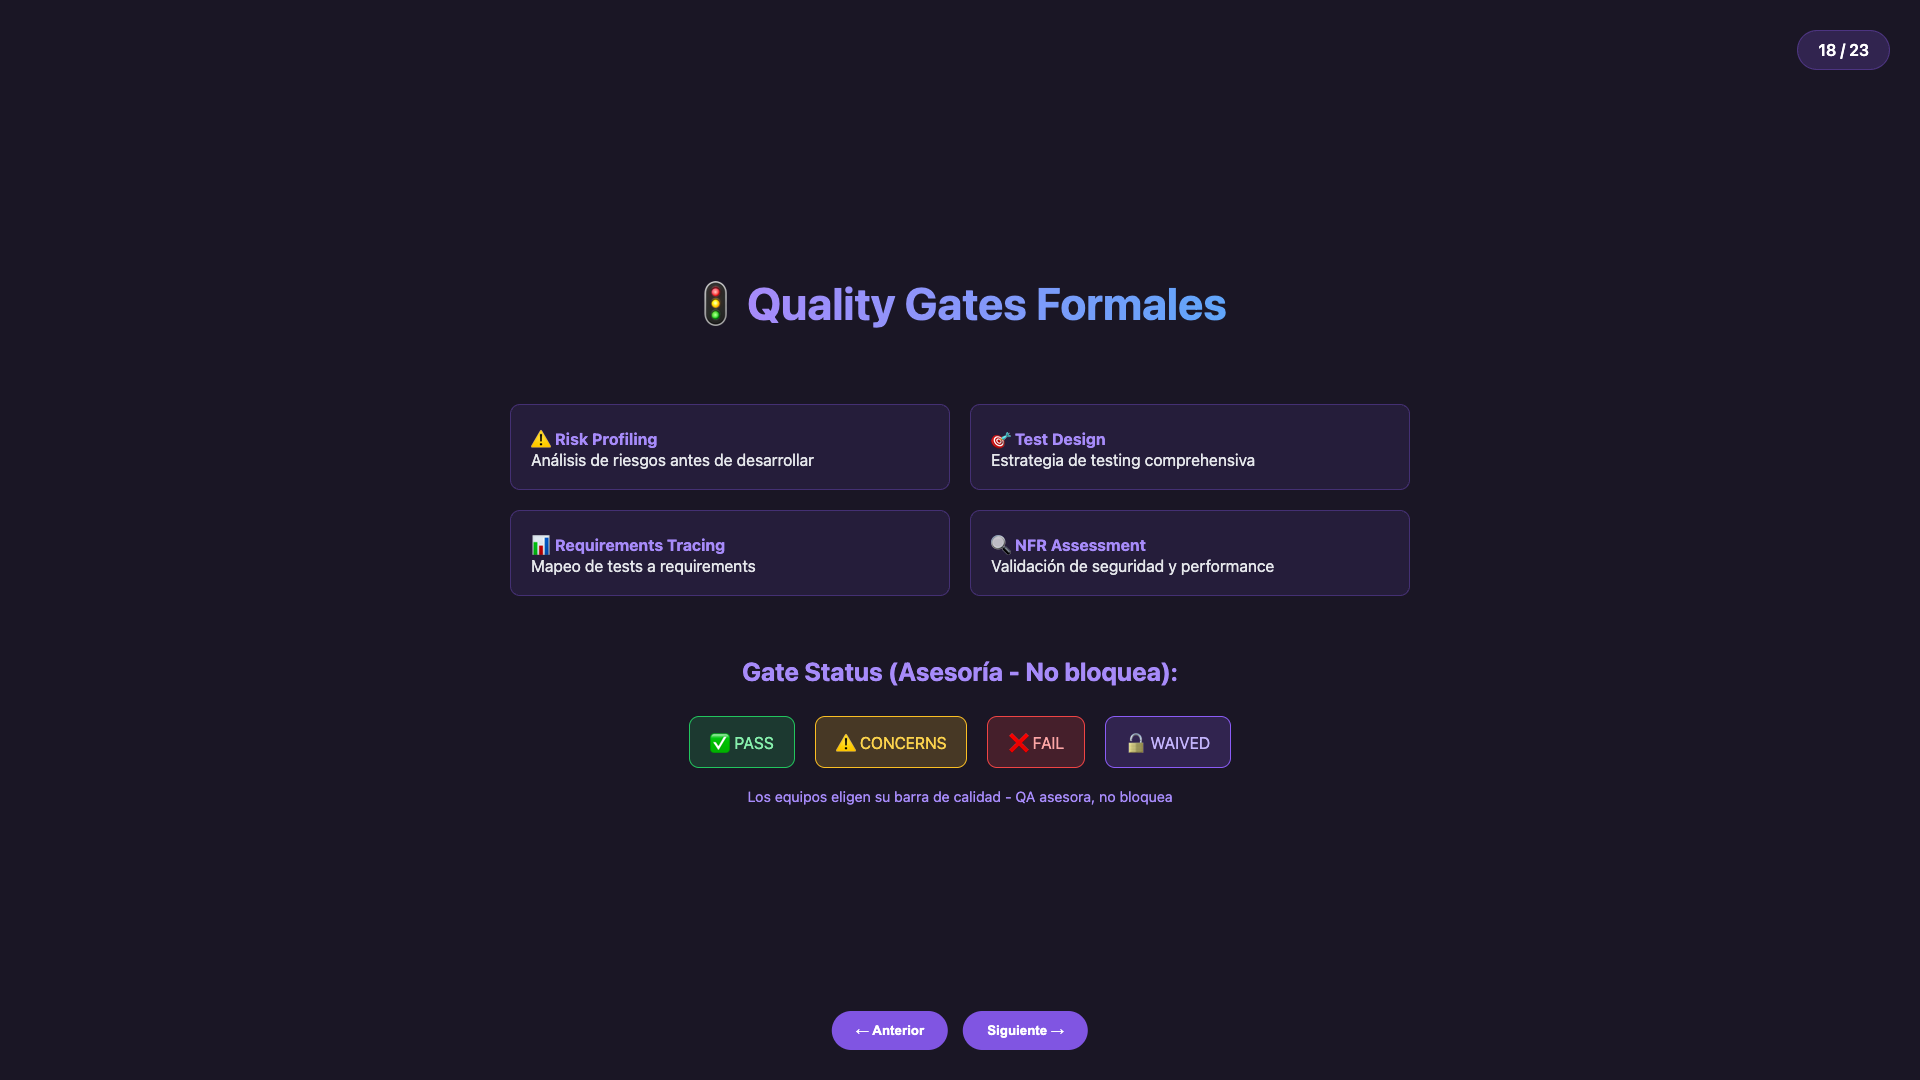 18 / 23
🚦 Quality Gates Formales
⚠️ Risk Profiling
Análisis de riesgos antes de desarrollar
🎯 Test Design
Estrategia de testing comprehensiva
📊 Requirements Tracing
Mapeo de tests a requirements
🔍 NFR Assessment
Validación de seguridad y performance
Gate Status (Asesoría - No bloquea):
✅ PASS
⚠️ CONCERNS
❌ FAIL
🔓 WAIVED
Los equipos eligen su barra de calidad - QA asesora, no bloquea
← Anterior
Siguiente →